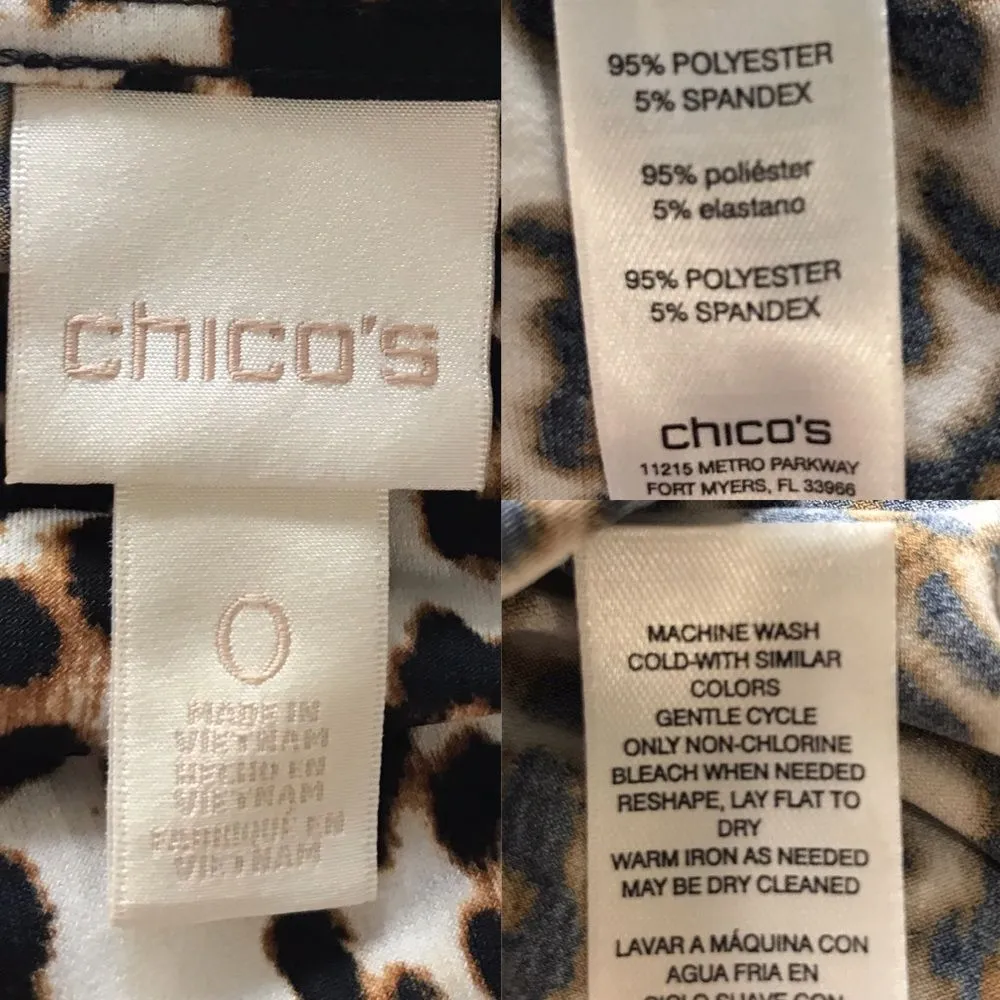 chico's
O
MADE IN
VIETNAM
HECHO EN
VIETNAM
FABRIQUÉ EN
VIETNAM
95% POLYESTER
5% SPANDEX
95% poliéster
5% elastano
95% POLYESTER
5% SPANDEX
chico's
11215 METRO PARKWAY
FORT MYERS, FL 33966
MACHINE WASH
COLD-WITH SIMILAR
COLORS
GENTLE CYCLE
ONLY NON-CHLORINE
BLEACH WHEN NEEDED
RESHAPE, LAY FLAT TO
DRY
WARM IRON AS NEEDED
MAY BE DRY CLEANED
LAVAR A MÁQUINA CON
AGUA FRIA EN
CICLO SUAVE CON